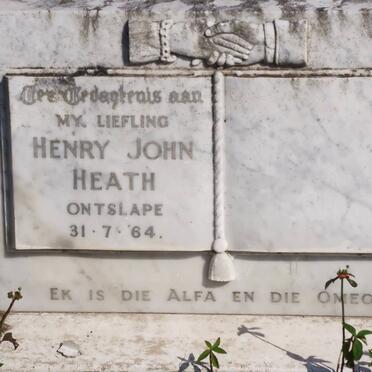 Ter Gedagtenis aan
MY LIEFLING
HENRY JOHN
HEATH
ONTSLAPE
31·7·64.
EK IS DIE ALFA EN DIE OMEG